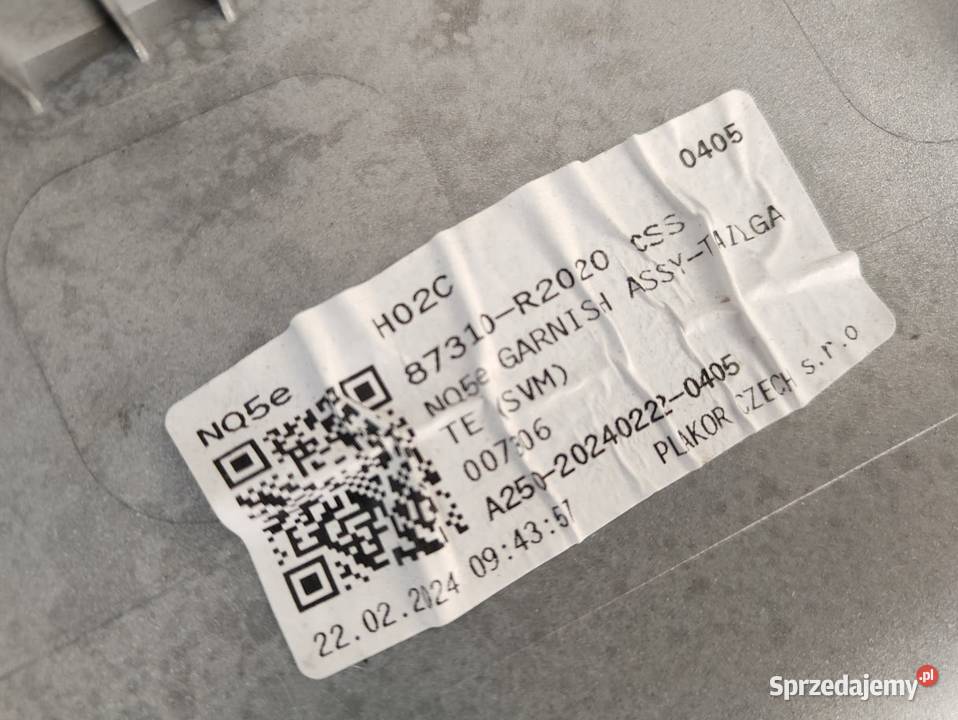 NQ5e H02C 0405
87310-R2020 CSS
NQ5e GARNISH ASSY-TAILGA
TE (SVM)
007306
A250-20240222-0405
22.02.2024 09:43:57 PLAKOR CZECH s.r.o
Sprzedajemy.pl